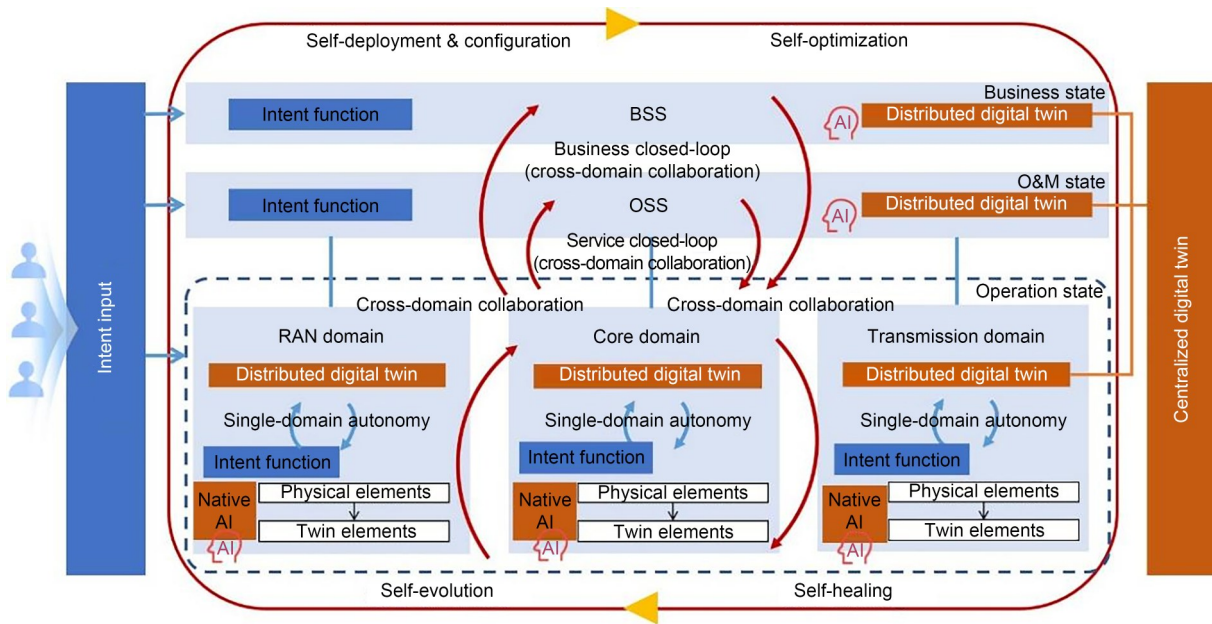 Self-deployment & configuration
Self-optimization
Intent input
Business state
Intent function
BSS
AI
Distributed digital twin
Business closed-loop
(cross-domain collaboration)
O&M state
Intent function
OSS
AI
Distributed digital twin
Service closed-loop
(cross-domain collaboration)
Operation state
Cross-domain collaboration
Cross-domain collaboration
RAN domain
Distributed digital twin
Single-domain autonomy
Intent function
Native
AI
AI
Physical elements
Twin elements
Core domain
Distributed digital twin
Single-domain autonomy
Intent function
Native
AI
AI
Physical elements
Twin elements
Transmission domain
Distributed digital twin
Single-domain autonomy
Intent function
Native
AI
AI
Physical elements
Twin elements
Centralized digital twin
Self-evolution
Self-healing